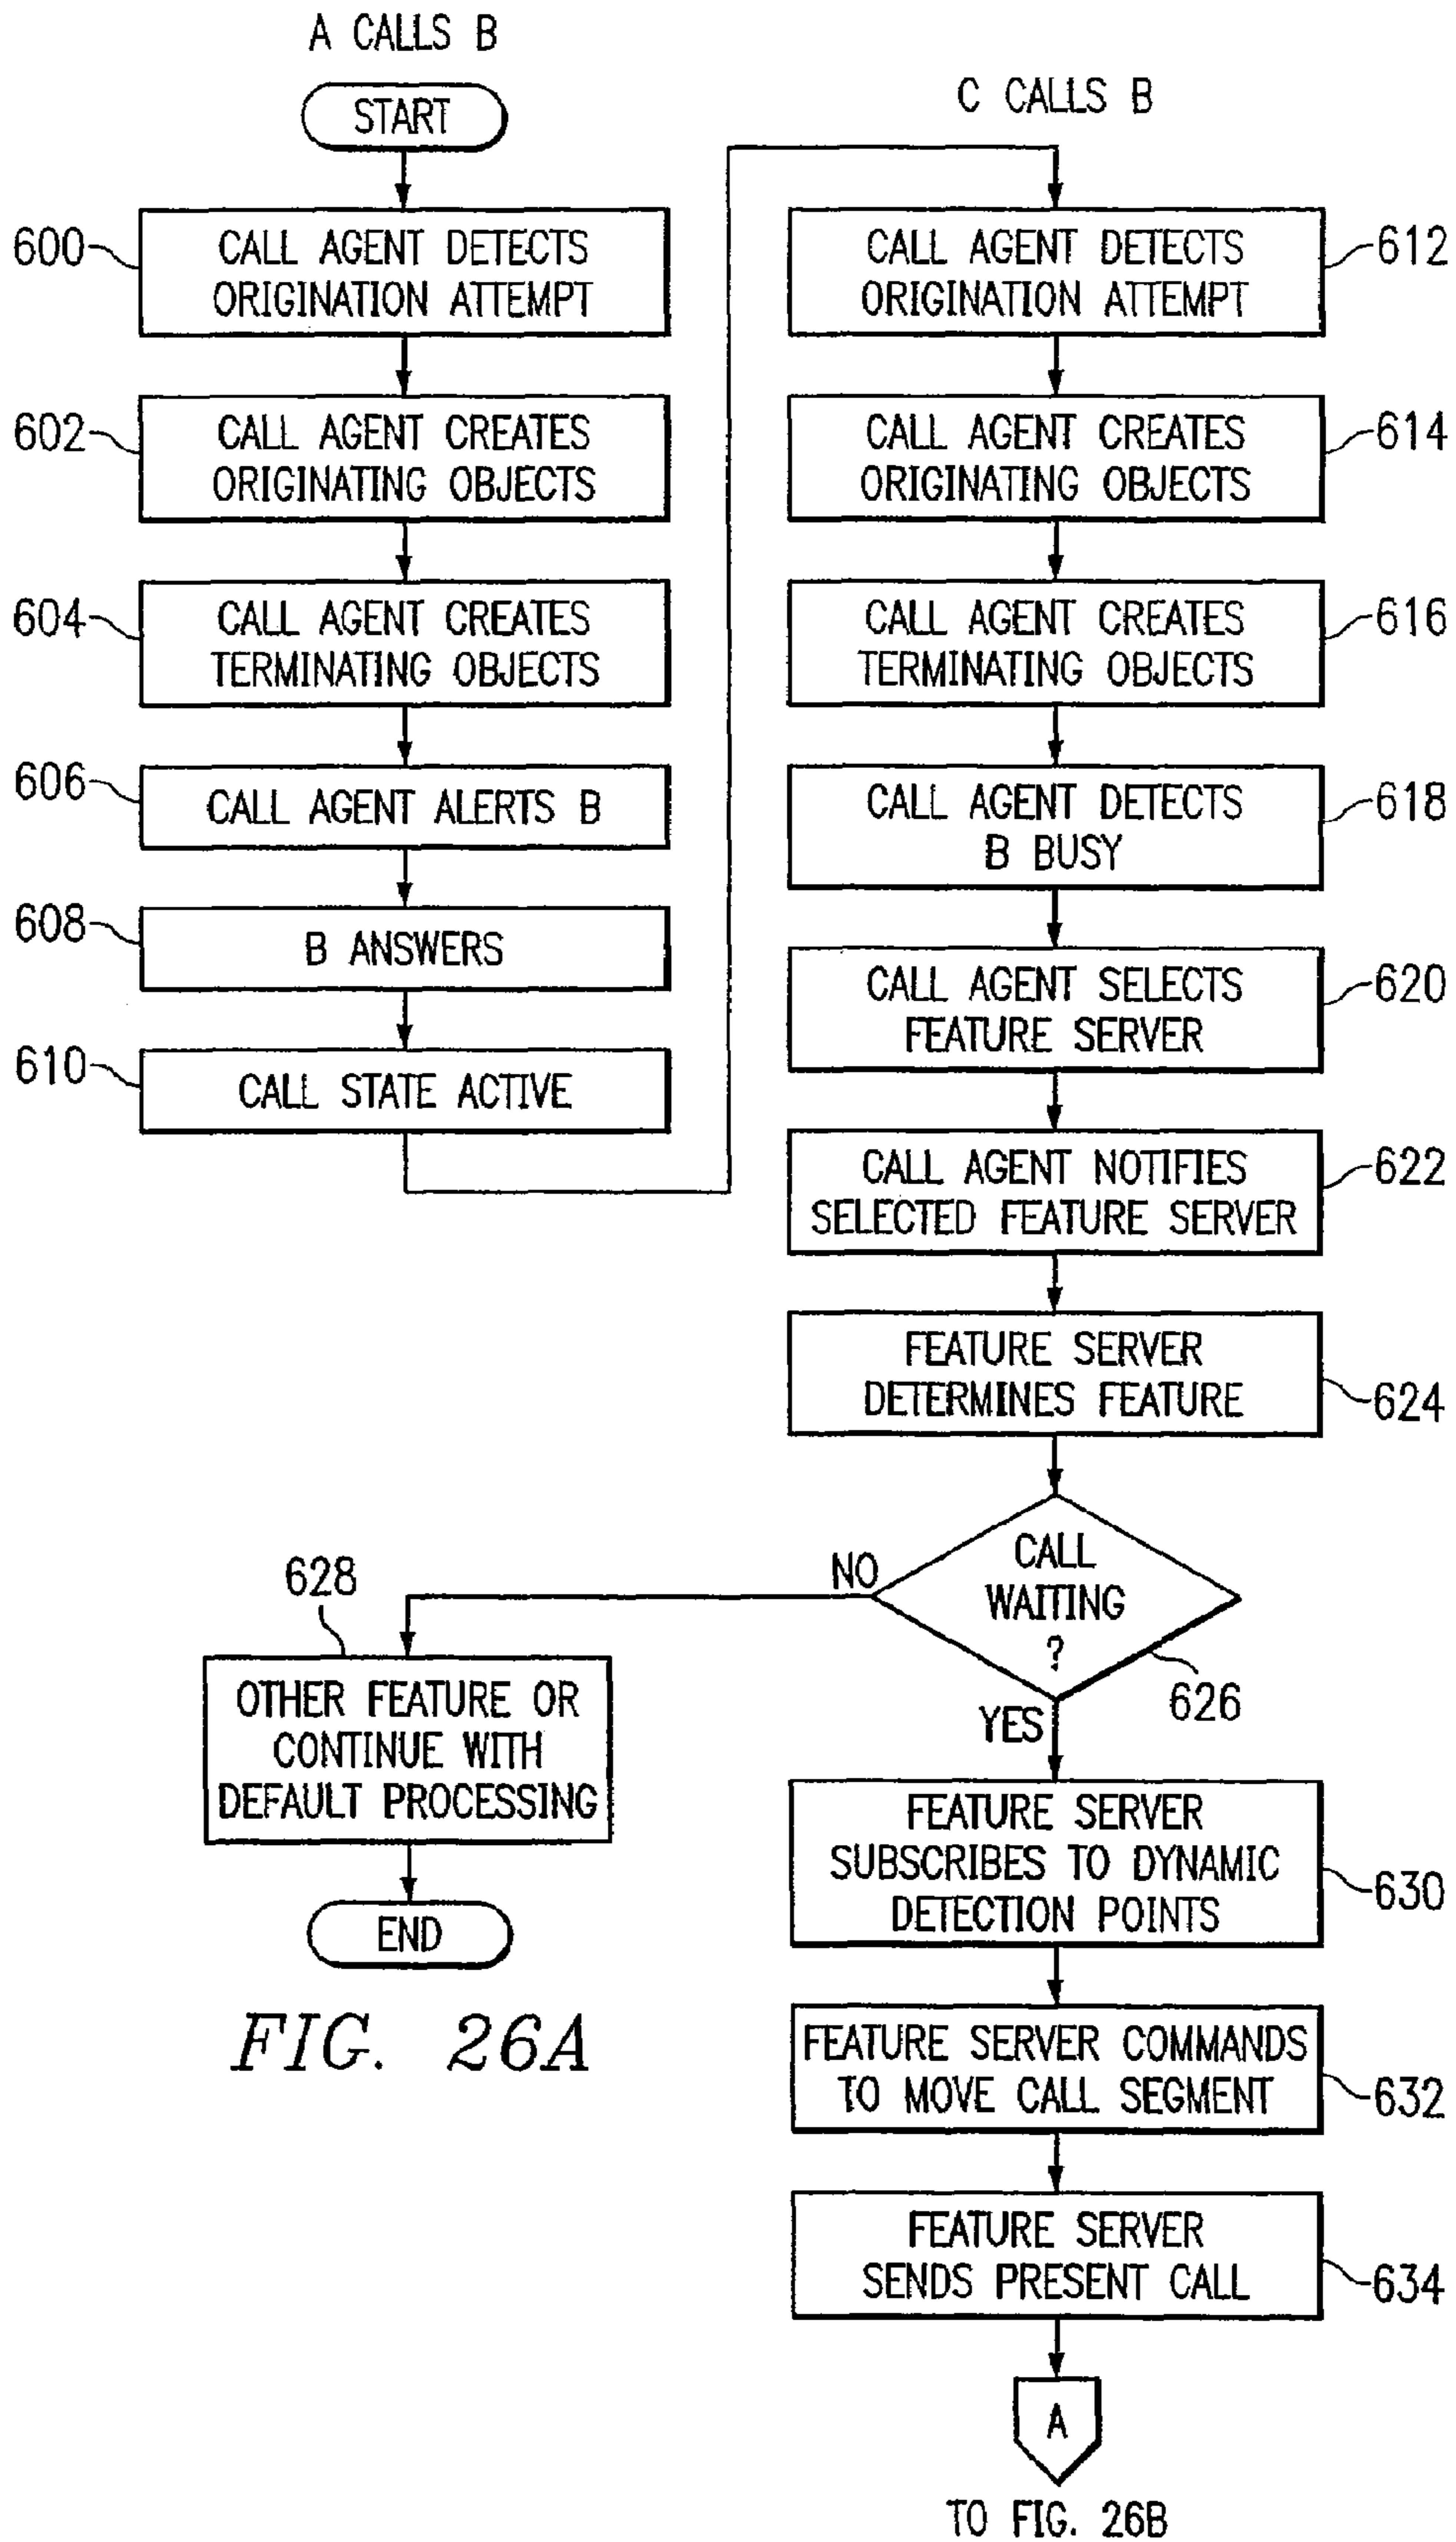 A CALLS B
START
600
CALL AGENT DETECTS
ORIGINATION ATTEMPT
602
CALL AGENT CREATES
ORIGINATING OBJECTS
604
CALL AGENT CREATES
TERMINATING OBJECTS
606
CALL AGENT ALERTS B
608
B ANSWERS
610
CALL STATE ACTIVE
C CALLS B
CALL AGENT DETECTS
ORIGINATION ATTEMPT
612
CALL AGENT CREATES
ORIGINATING OBJECTS
614
CALL AGENT CREATES
TERMINATING OBJECTS
616
CALL AGENT DETECTS
B BUSY
618
CALL AGENT SELECTS
FEATURE SERVER
620
CALL AGENT NOTIFIES
SELECTED FEATURE SERVER
622
FEATURE SERVER
DETERMINES FEATURE
624
CALL
WAITING
?
626
NO
628
OTHER FEATURE OR
CONTINUE WITH
DEFAULT PROCESSING
END
YES
FEATURE SERVER
SUBSCRIBES TO DYNAMIC
DETECTION POINTS
630
FEATURE SERVER COMMANDS
TO MOVE CALL SEGMENT
632
FEATURE SERVER
SENDS PRESENT CALL
634
A
TO FIG. 26B
FIG. 26A